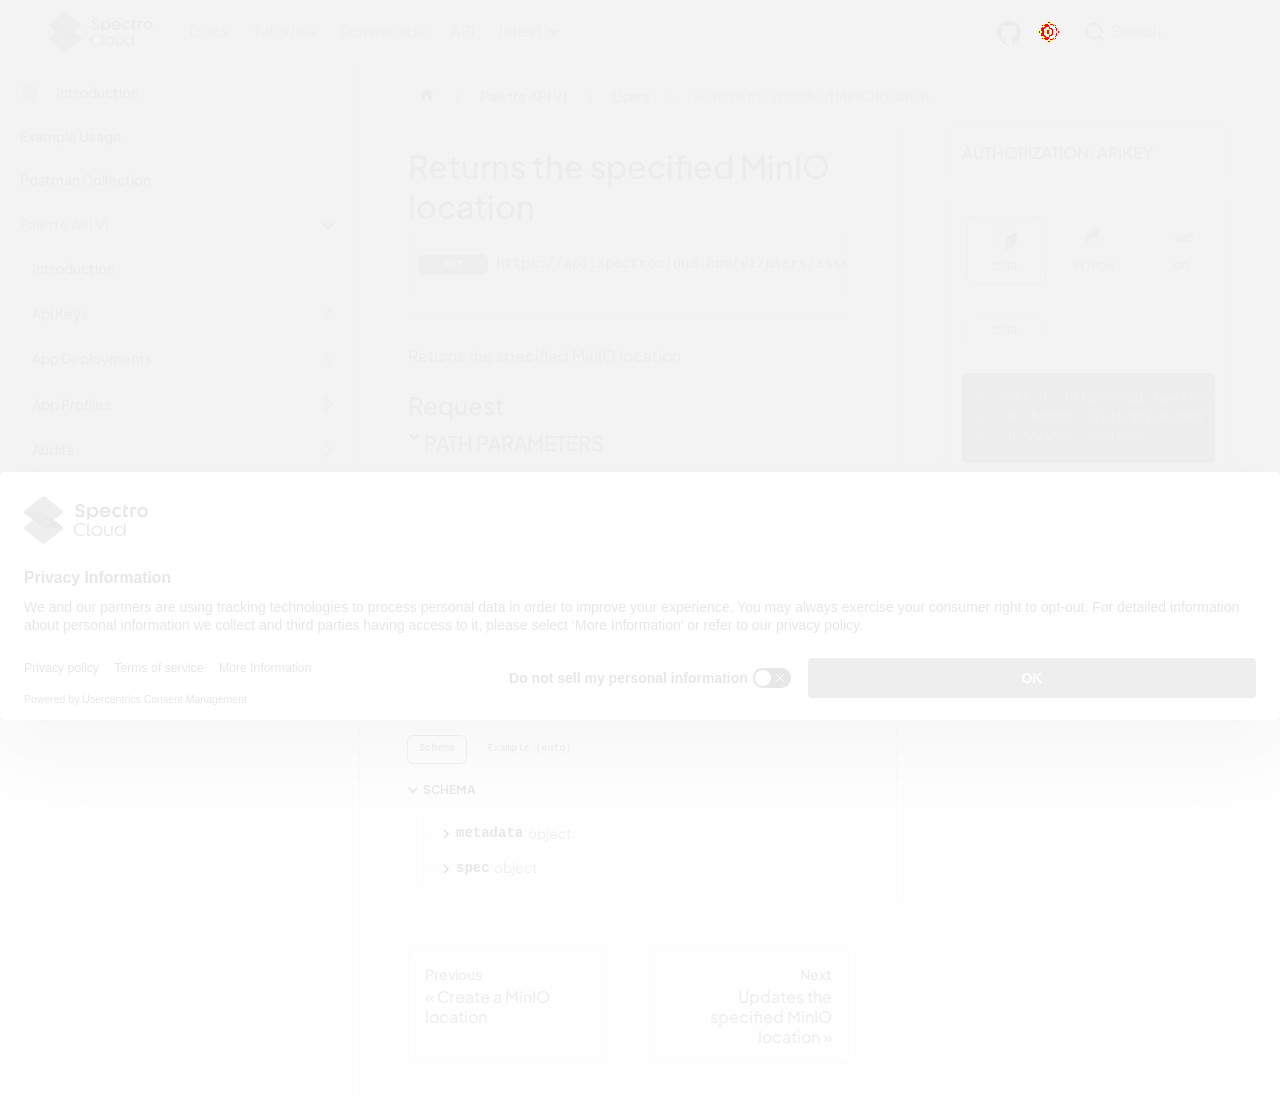 Spectro
Cloud
Docs
Tutorials
Downloads
API
latest
Search
Introduction
Example Usage
Postman Collection
Palette API V1
Introduction
Api Keys
App Deployments
App Profiles
Audits
Palette API V1
Users
Returns the specified MinIO location
Returns the specified MinIO
location
GET
https://api.spectrocloud.com/v1/users/asse
Returns the specified MinIO location
Request
PATH PARAMETERS
AUTHORIZATION: APIKEY
CURL
PYTHON
GO
CURL
Spectro
Cloud
Privacy Information
We and our partners are using tracking technologies to process personal data in order to improve your experience. You may always exercise your consumer right to opt-out. For detailed information
about personal information we collect and third parties having access to it, please select ‘More Information’ or refer to our privacy policy.
Privacy policy
Terms of service
More Information
Powered by Usercentrics Consent Management
Do not sell my personal information
OK
Schema
Example (auto)
SCHEMA
metadata object
spec object
Previous
« Create a MinIO
location
Next
Updates the
specified MinIO
location »